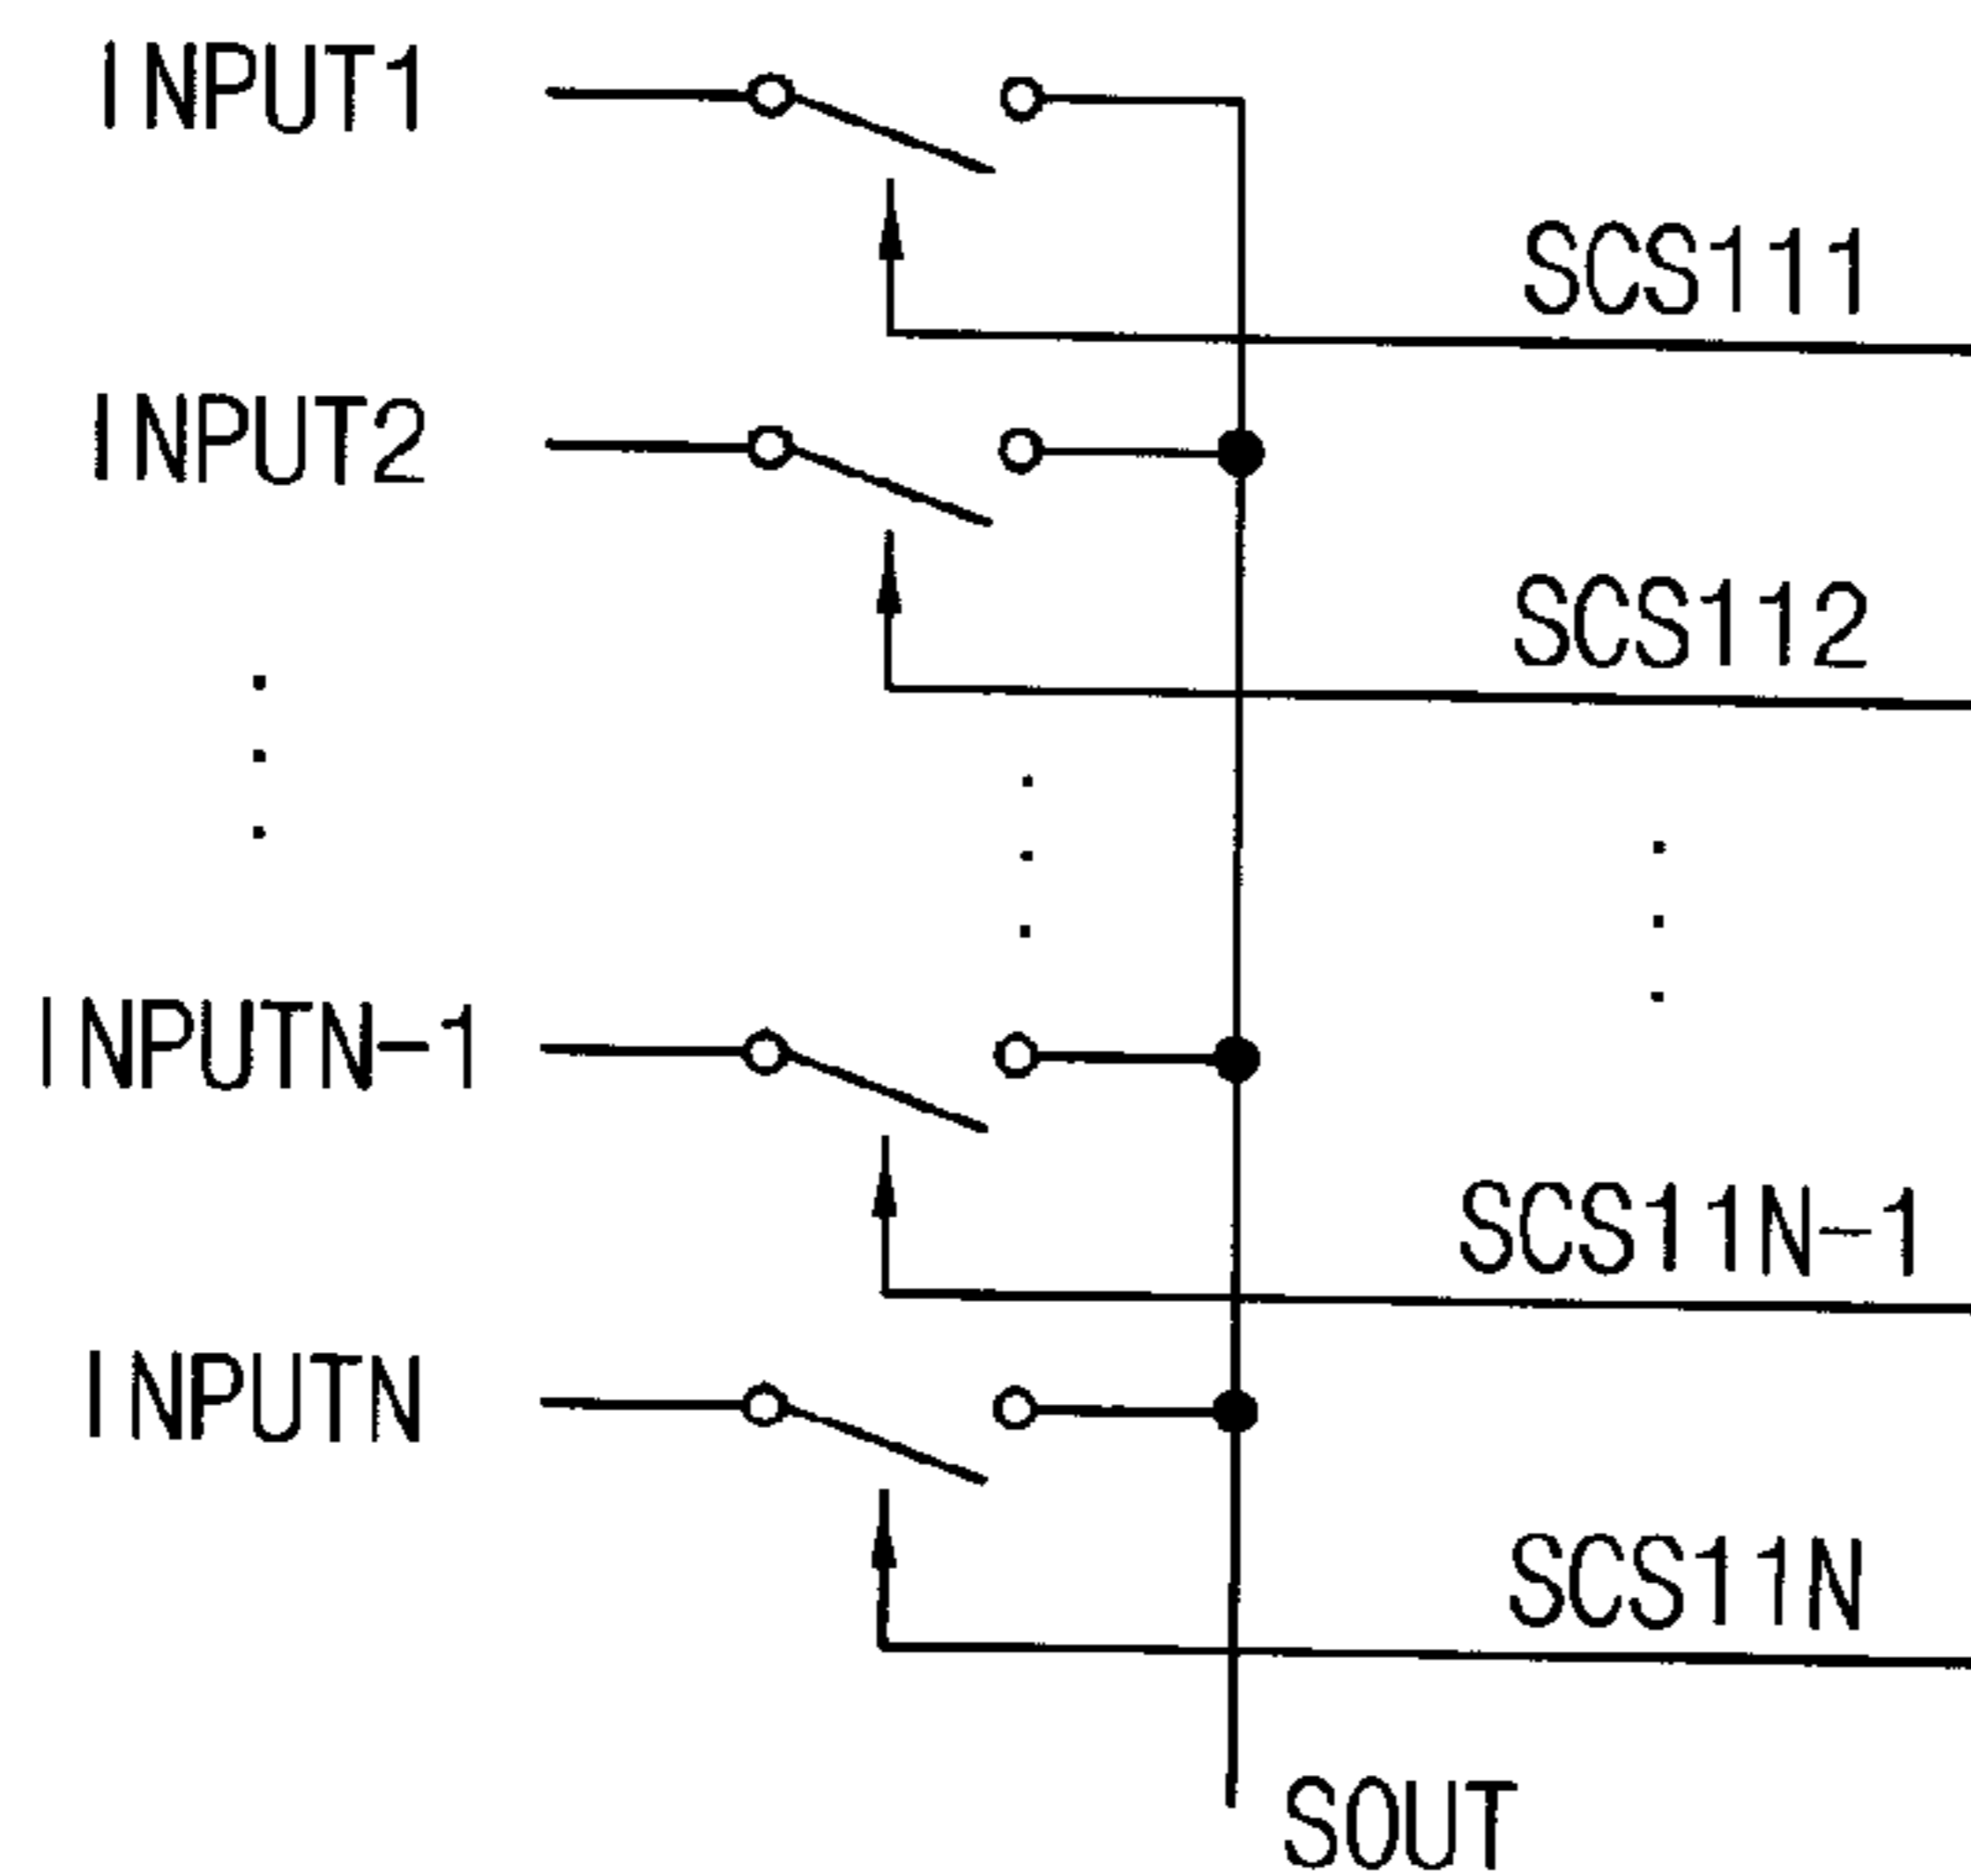 INPUT1
SCS111
INPUT2
SCS112
INPUTN-1
SCS11N-1
INPUTN
SCS11N
SOUT